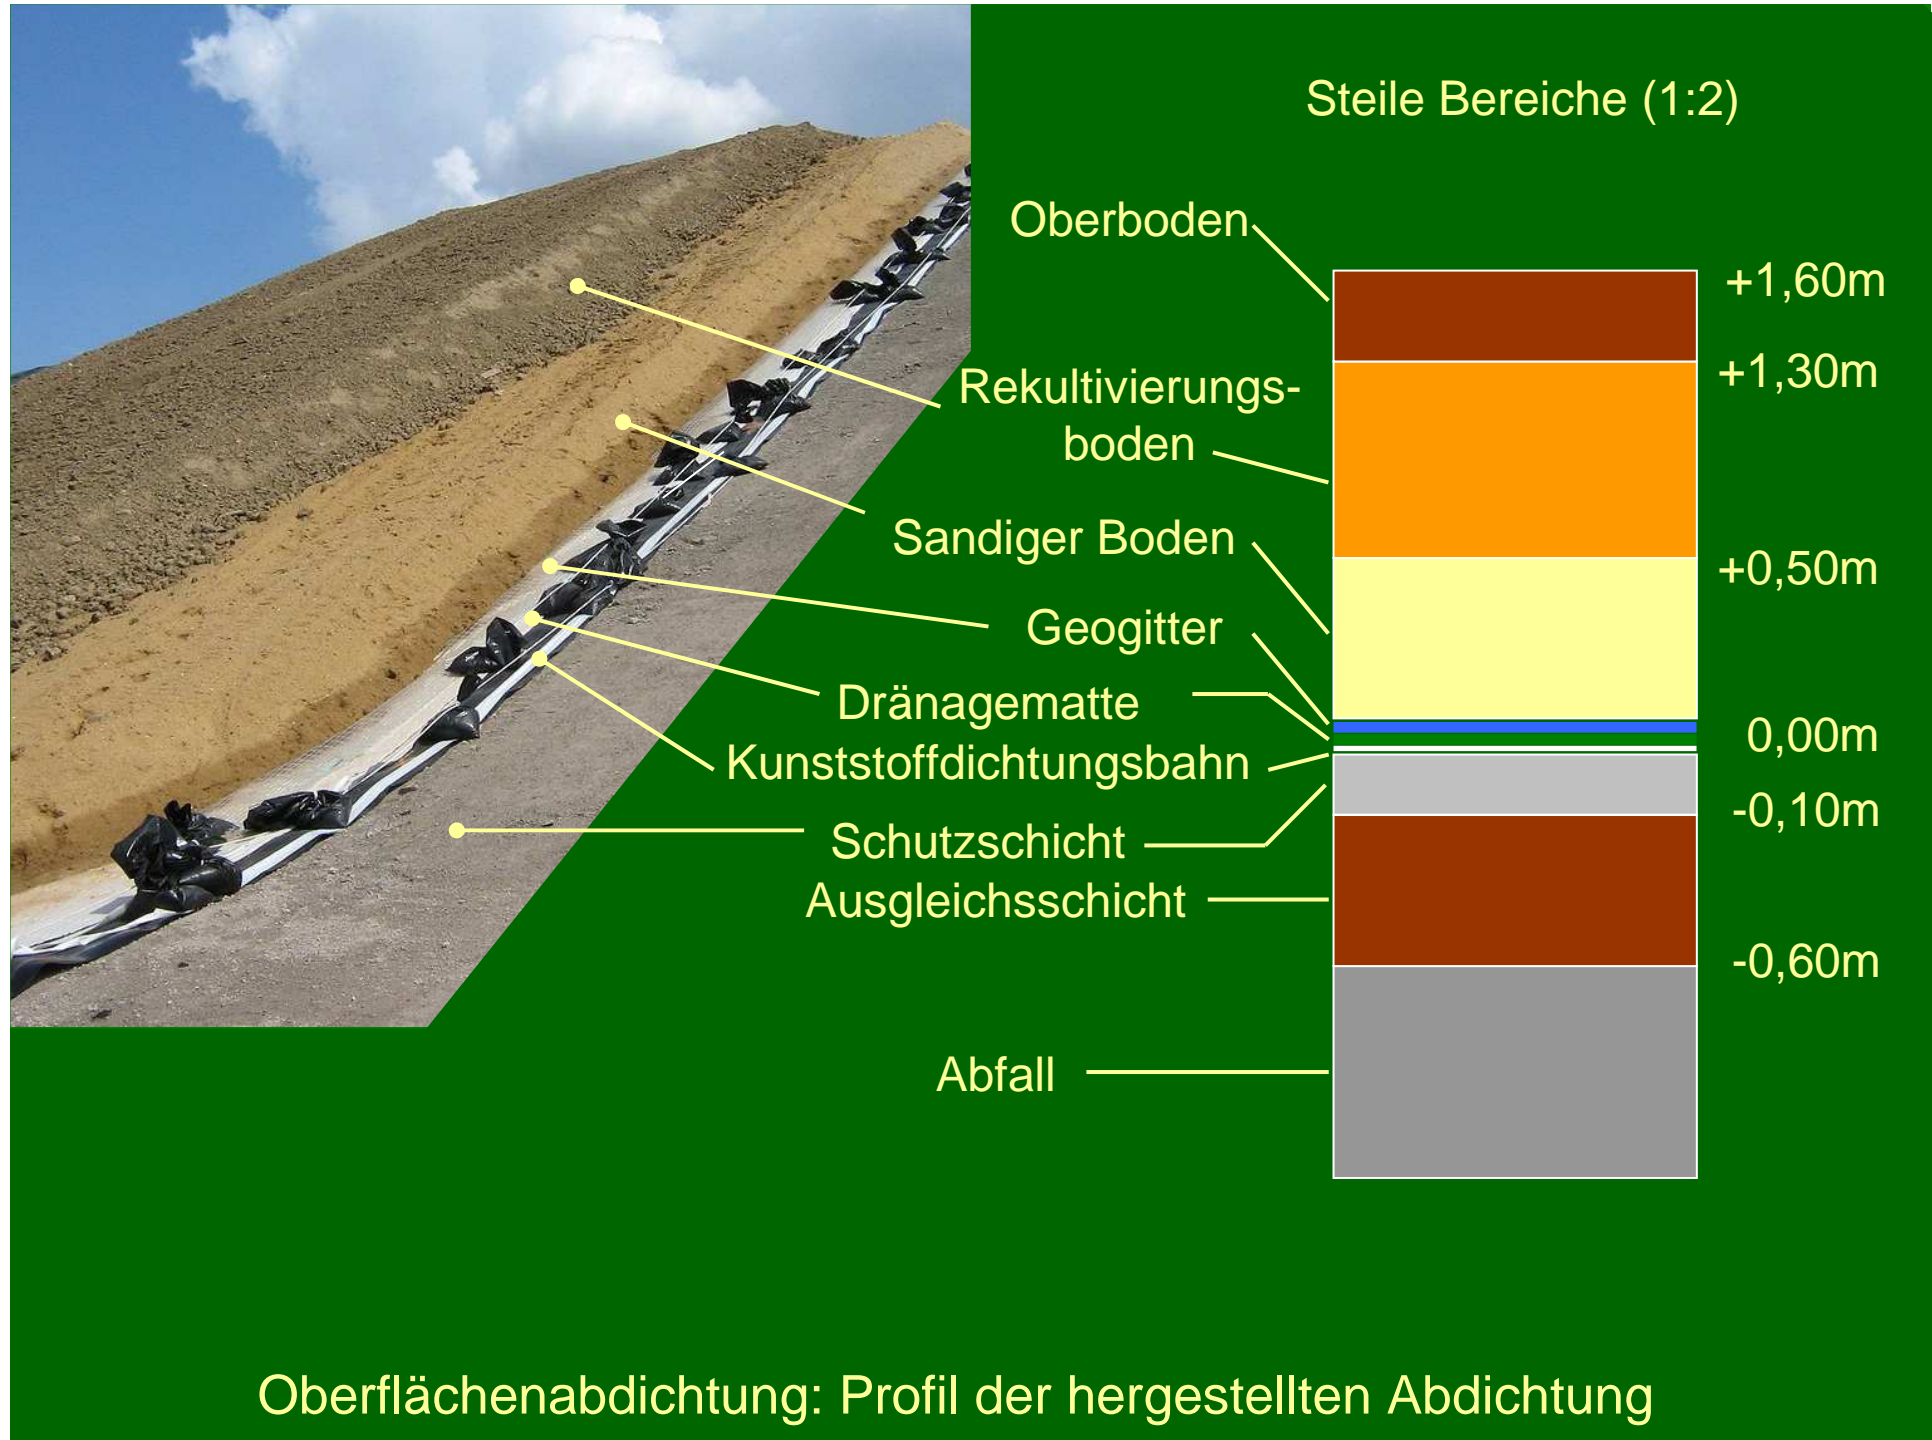 Steile Bereiche (1:2)
Oberboden
+1,60m
+1,30m
Rekultivierungs-
boden
Sandiger Boden
+0,50m
Geogitter
Dränagematte
0,00m
Kunststoffdichtungsbahn
-0,10m
Schutzschicht
Ausgleichsschicht
-0,60m
Abfall
Oberflächenabdichtung: Profil der hergestellten Abdichtung